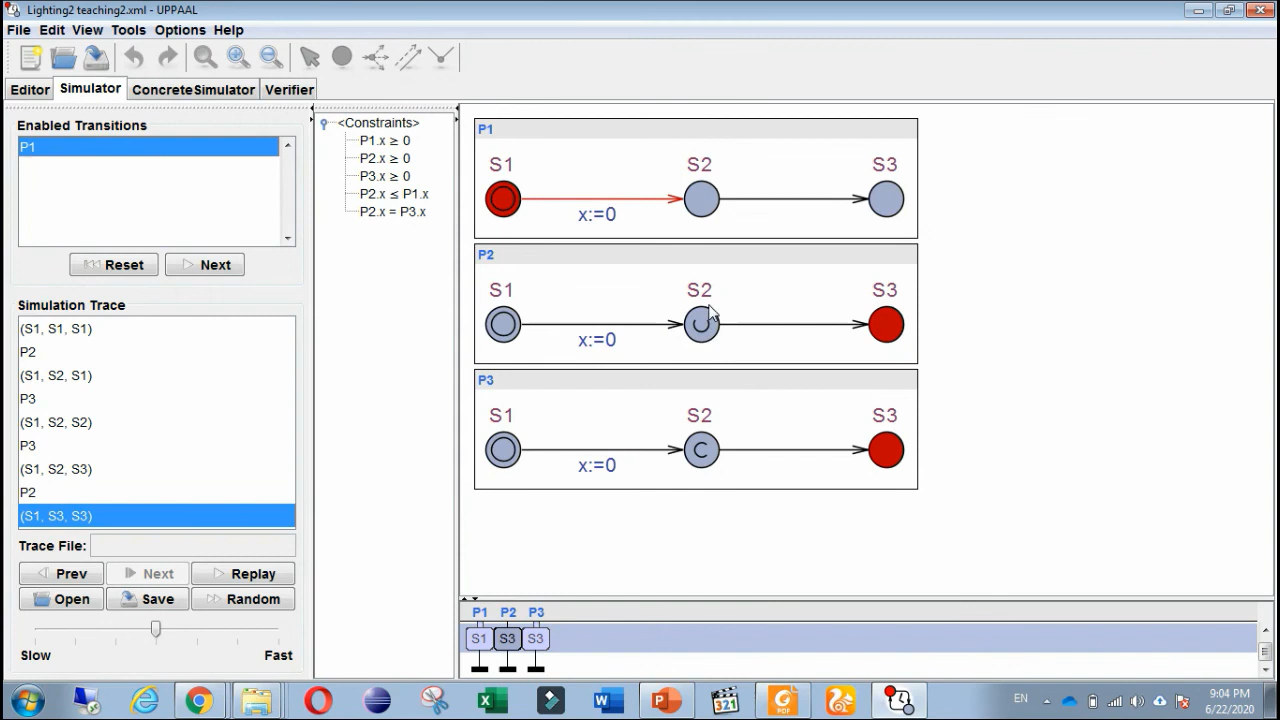 Lighting2 teaching2.xml - UPPAAL
File Edit View Tools Options Help
Editor Simulator ConcreteSimulator Verifier
Enabled Transitions
P1
Reset Next
Simulation Trace
(S1, S1, S1)
P2
(S1, S2, S1)
P3
(S1, S2, S2)
P3
(S1, S2, S3)
P2
(S1, S3, S3)
Trace File:
Prev Next Replay
Open Save Random
Slow Fast
<Constraints>
P1.x ≥ 0
P2.x ≥ 0
P3.x ≥ 0
P2.x ≤ P1.x
P2.x = P3.x
P1
S1 S2 S3
x:=0
P2
S1 S2 S3
U
x:=0
P3
S1 S2 S3
C
x:=0
P1 P2 P3
S1 S3 S3
EN
9:04 PM
6/22/2020